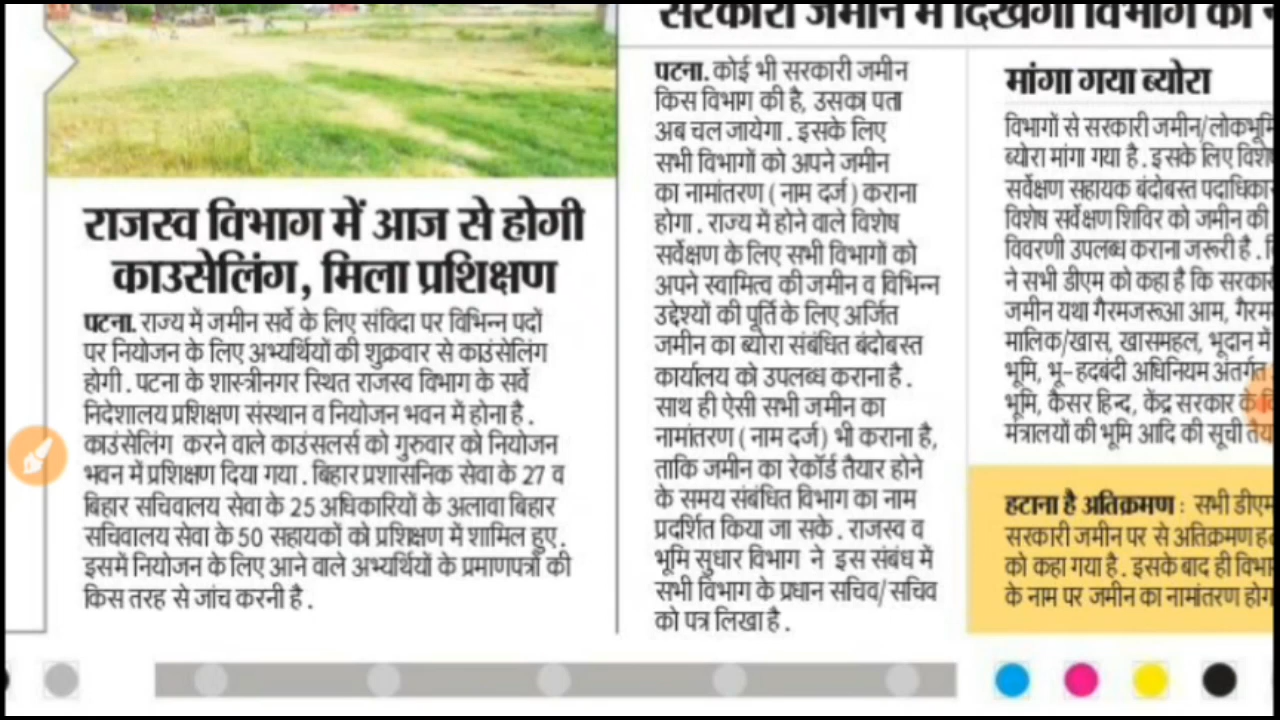 राजस्व विभाग में आज से होगी
काउसेलिंग, मिला प्रशिक्षण
पटना. राज्य में जमीन सर्वे के लिए संविदा पर विभिन्न पदों
पर नियोजन के लिए अभ्यर्थियों की शुक्रवार से काउंसेलिंग
होगी . पटना के शास्त्रीनगर स्थित राजस्व विभाग के सर्वे
निदेशालय प्रशिक्षण संस्थान व नियोजन भवन में होना है .
काउंसेलिंग करने वाले काउंसलर्स को गुरुवार को नियोजन
भवन में प्रशिक्षण दिया गया . बिहार प्रशासनिक सेवा के 27 व
बिहार सचिवालय सेवा के 25 अधिकारियों के अलावा बिहार
सचिवालय सेवा के 50 सहायकों को प्रशिक्षण में शामिल हुए .
इसमें नियोजन के लिए आने वाले अभ्यर्थियों के प्रमाणपत्रों की
किस तरह से जांच करनी है .
सरकारी जमीन में दिखेगा विभाग का
पटना. कोई भी सरकारी जमीन
किस विभाग की है, उसका पता
अब चल जायेगा . इसके लिए
सभी विभागों को अपने जमीन
का नामांतरण ( नाम दर्ज ) कराना
होगा . राज्य में होने वाले विशेष
सर्वेक्षण के लिए सभी विभागों को
अपने स्वामित्व की जमीन व विभिन्न
उद्देश्यों की पूर्ति के लिए अर्जित
जमीन का ब्योरा संबंधित बंदोबस्त
कार्यालय को उपलब्ध कराना है .
साथ ही ऐसी सभी जमीन का
नामांतरण ( नाम दर्ज ) भी कराना है,
ताकि जमीन का रेकॉर्ड तैयार होने
के समय संबंधित विभाग का नाम
प्रदर्शित किया जा सके . राजस्व व
भूमि सुधार विभाग ने इस संबंध में
सभी विभाग के प्रधान सचिव/ सचिव
को पत्र लिखा है .
मांगा गया ब्योरा
विभागों से सरकारी जमीन/लोकभूमि
ब्योरा मांगा गया है . इसके लिए
सर्वेक्षण सहायक बंदोबस्त
विशेष सर्वेक्षण शिविर को जमीन की
विवरणी उपलब्ध कराना जरूरी है .
ने सभी डीएम को कहा है कि
जमीन यथा गैरमजरूआ आम,
मालिक/खास, खासमहल, भूदान में
भूमि, भू-हदबंदी अधिनियम अंतर्गत
भूमि, कैसर हिन्द, केंद्र सरकार के
मंत्रालयों की भूमि आदि की सूची
हटाना है अतिक्रमण : सभी डीएम
सरकारी जमीन पर से अतिक्रमण
को कहा गया है . इसके बाद ही
के नाम पर जमीन का नामांतरण